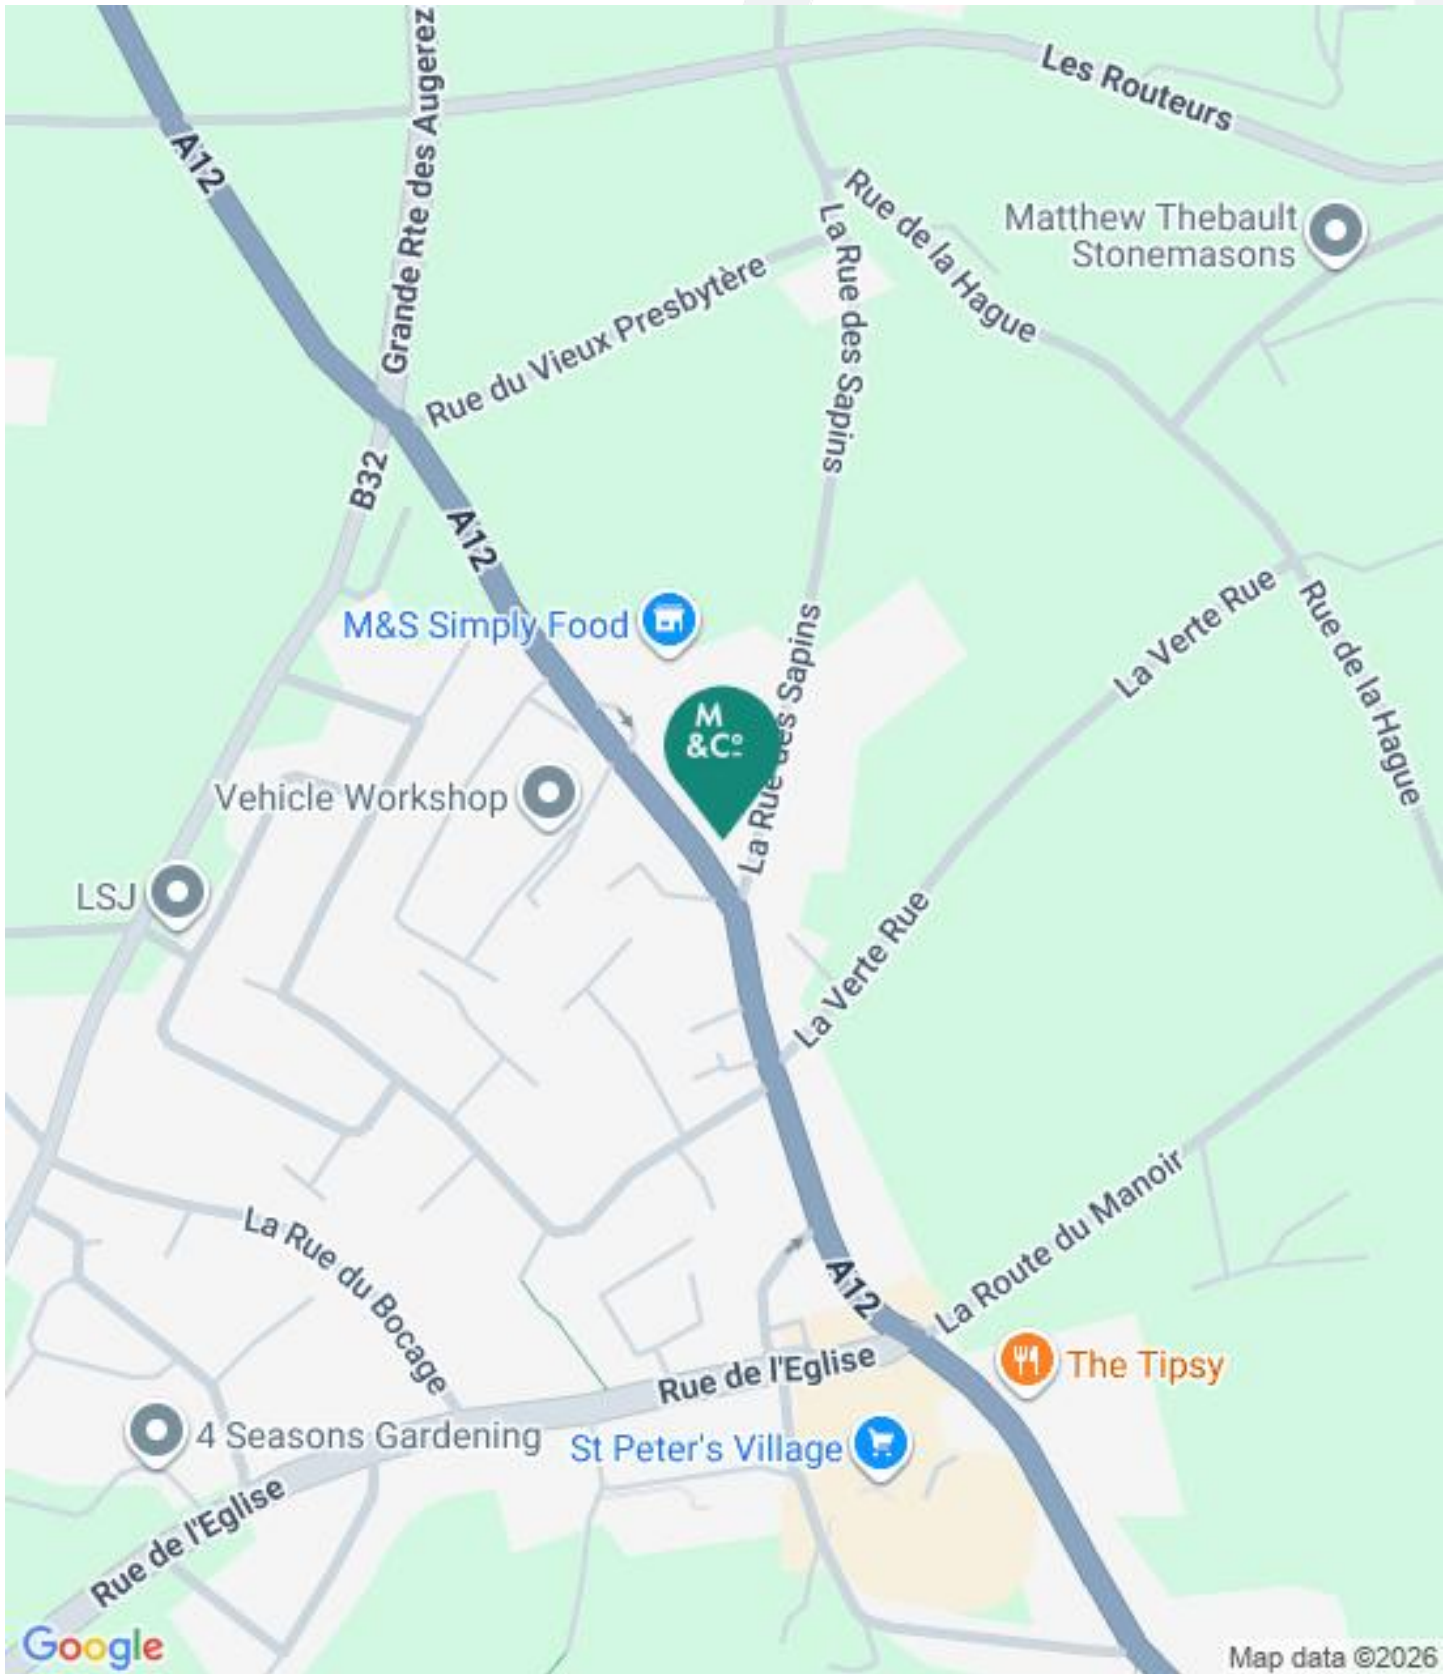 Les Routeurs
A12
Grande Rte des Augerez
Rue de la Hague
Matthew Thebault
Stonemasons
La Rue des Sapins
Rue du Vieux Presbytère
B32
A12
M&S Simply Food
La Verte Rue
Rue de la Hague
La Rue des Sapins
M
&Cº
Vehicle Workshop
LSJ
La Verte Rue
La Route du Manoir
La Rue du Bocage
A12
Rue de l'Eglise
The Tipsy
4 Seasons Gardening
St Peter's Village
Rue de l'Eglise
Google
Map data ©2026